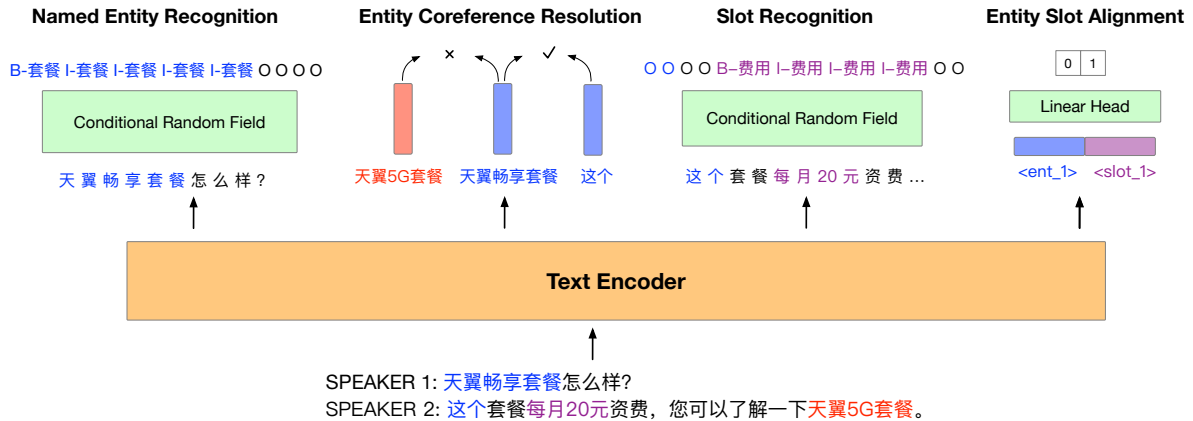 Named Entity Recognition
Entity Coreference Resolution
Slot Recognition
Entity Slot Alignment
B-套餐 I-套餐 I-套餐 I-套餐 I-套餐 O O O O
O O O O B–费用 I–费用 I–费用 I–费用 O O
0 1
Conditional Random Field
Conditional Random Field
Linear Head
天 翼 畅 享 套 餐 怎 么 样 ?
天翼5G套餐
天翼畅享套餐
这个
这 个 套 餐 每 月 20 元 资 费 ...
<ent_1>
<slot_1>
Text Encoder
SPEAKER 1: 天翼畅享套餐怎么样?
SPEAKER 2: 这个套餐每月20元资费，您可以了解一下天翼5G套餐。